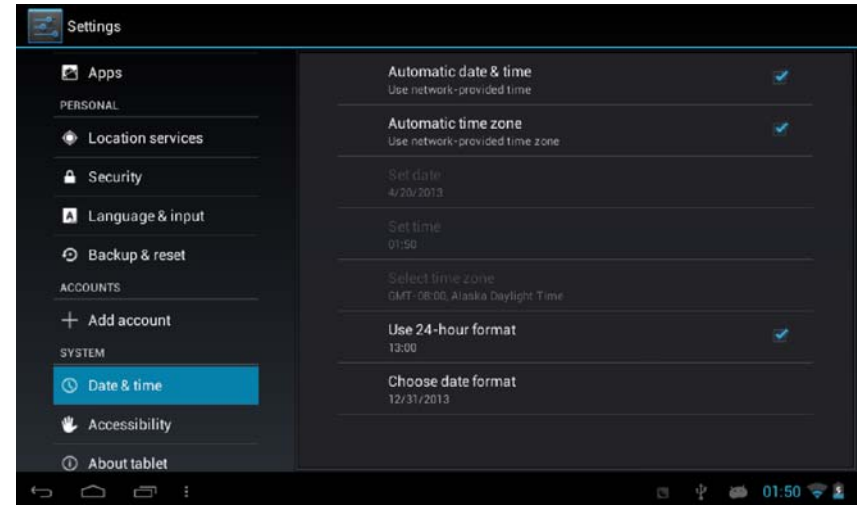 Settings
Apps
PERSONAL
Location services
Security
Language & input
Backup & reset
ACCOUNTS
Add account
SYSTEM
Date & time
Accessibility
About tablet
Automatic date & time
Use network-provided time
Automatic time zone
Use network-provided time zone
Set date
4/20/2013
Set time
01:50
Select time zone
GMT-08:00, Alaska Daylight Time
Use 24-hour format
13:00
Choose date format
12/31/2013
01:50